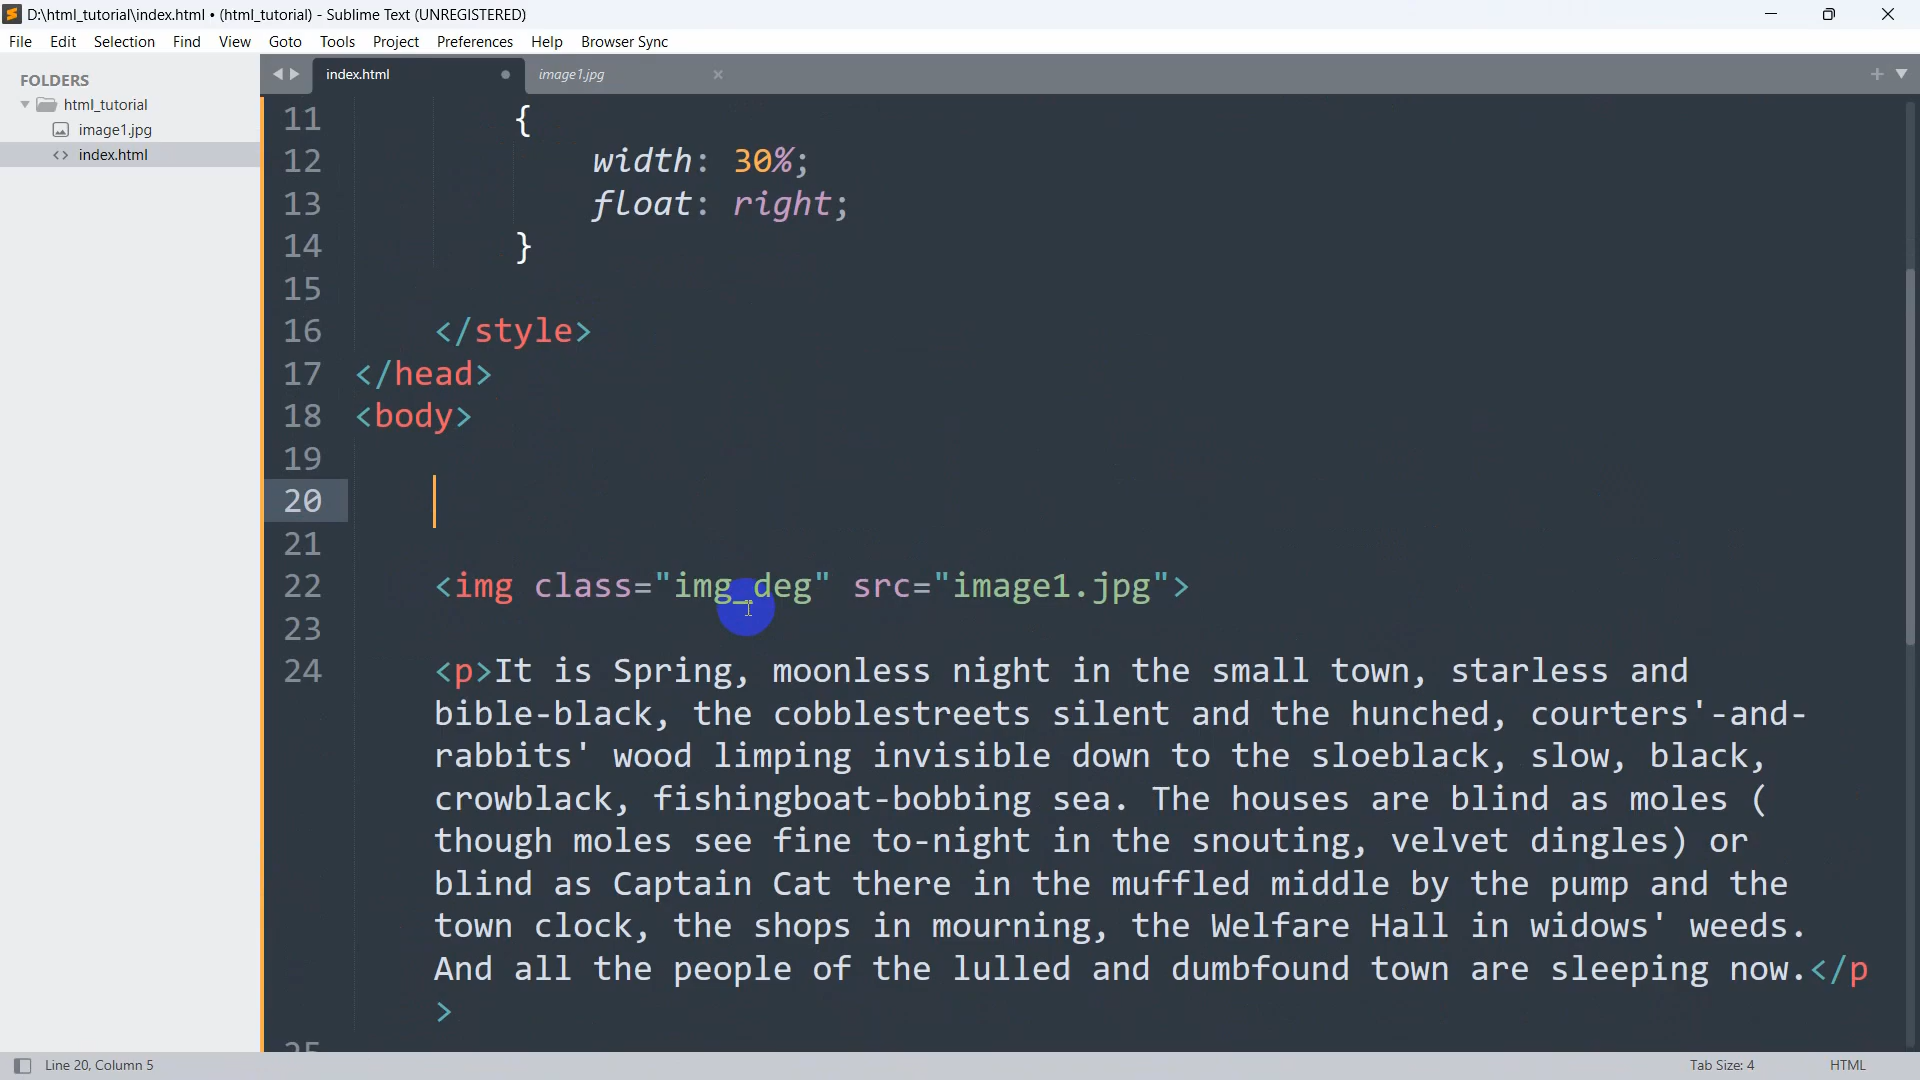 D:\html_tutorial\index.html • (html_tutorial) - Sublime Text (UNREGISTERED)
File Edit Selection Find View Goto Tools Project Preferences Help Browser Sync
FOLDERS
html_tutorial
image1.jpg
index.html
index.html image1.jpg
11 {
12 width: 30%;
13 float: right;
14 }
15
16 </style>
17 </head>
18 <body>
19
20
21
22 <img class="img_deg" src="image1.jpg">
23
24 <p>It is Spring, moonless night in the small town, starless and
bible-black, the cobblestreets silent and the hunched, courters'-and-
rabbits' wood limping invisible down to the sloeblack, slow, black,
crowblack, fishingboat-bobbing sea. The houses are blind as moles (
though moles see fine to-night in the snouting, velvet dingles) or
blind as Captain Cat there in the muffled middle by the pump and the
town clock, the shops in mourning, the Welfare Hall in widows' weeds.
And all the people of the lulled and dumbfound town are sleeping now.</p
>
25
Line 20, Column 5 Tab Size: 4 HTML